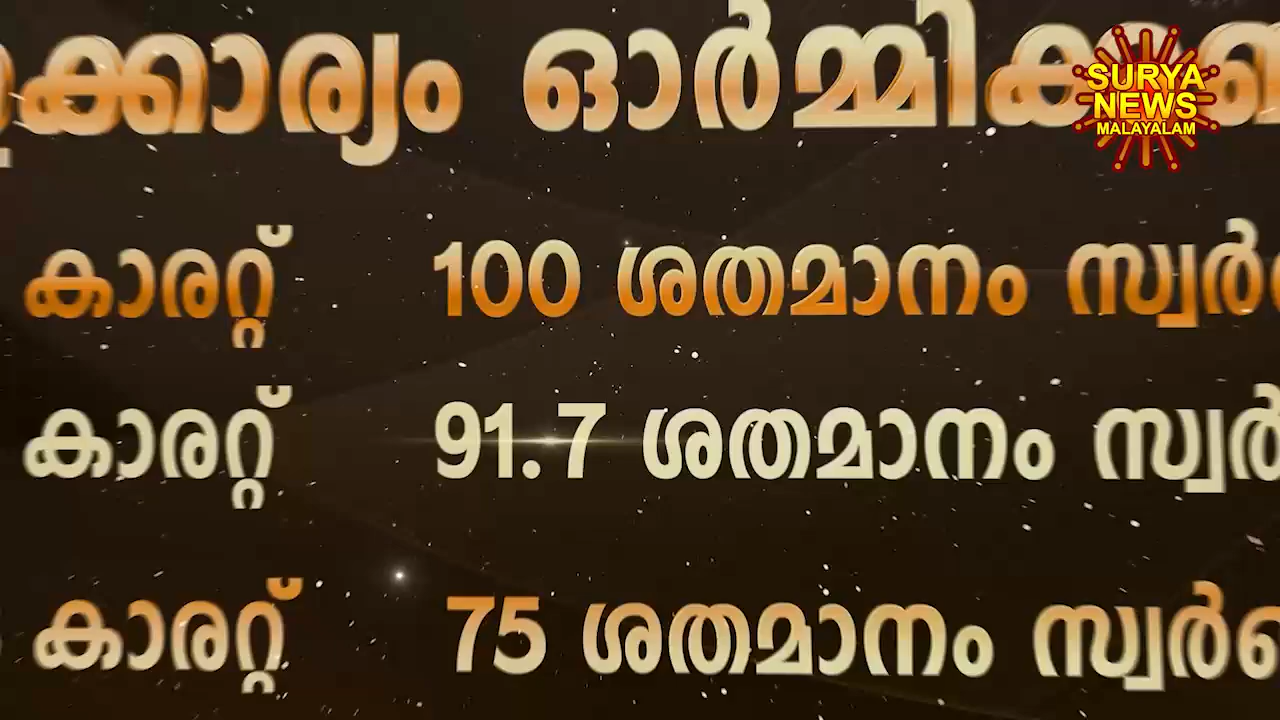 ക്കാര്യം ഓർമ്മിക്ക
SURYA
NEWS
MALAYALAM
കാരറ്റ് 100 ശതമാനം സ്വർ
കാരറ്റ് 91.7 ശതമാനം സ്വർ
കാരറ്റ് 75 ശതമാനം സ്വർ